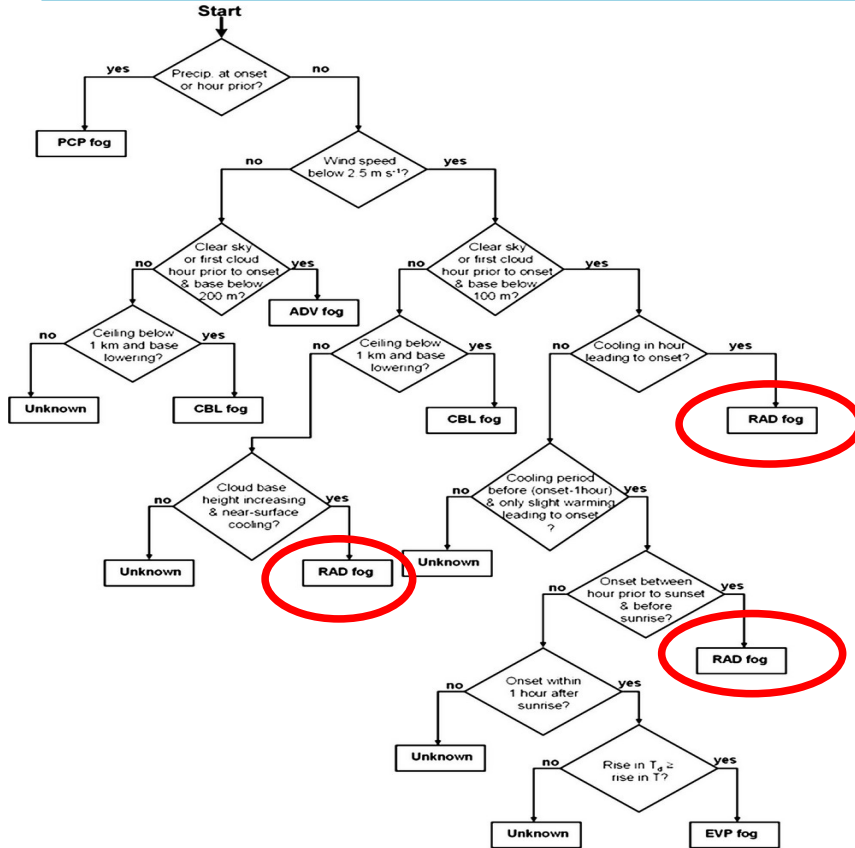 Start
yes
Precip. at onset
or hour prior?
no
PCP fog
no
Wind speed
below 2 5 m s⁻¹?
yes
no
Clear sky
or first cloud
hour prior to onset
& base below
200 m?
yes
no
Clear sky
or first cloud
hour prior to onset
& base below
100 m?
yes
ADV fog
no
Ceiling below
1 km and base
lowering?
yes
no
Ceiling below
1 km and base
lowering?
yes
no
Cooling in hour
leading to onset?
yes
Unknown
CBL fog
CBL fog
RAD fog
no
Cloud base
height increasing
& near-surface
cooling?
yes
no
Cooling period
before (onset-1hour)
& only slight warming
leading to onset
?
yes
Unknown
RAD fog
Unknown
no
Onset between
hour prior to sunset
& before
sunrise?
yes
RAD fog
no
Onset within
1 hour after
sunrise?
yes
Unknown
no
Rise in T_d ≥
rise in T?
yes
Unknown
EVP fog